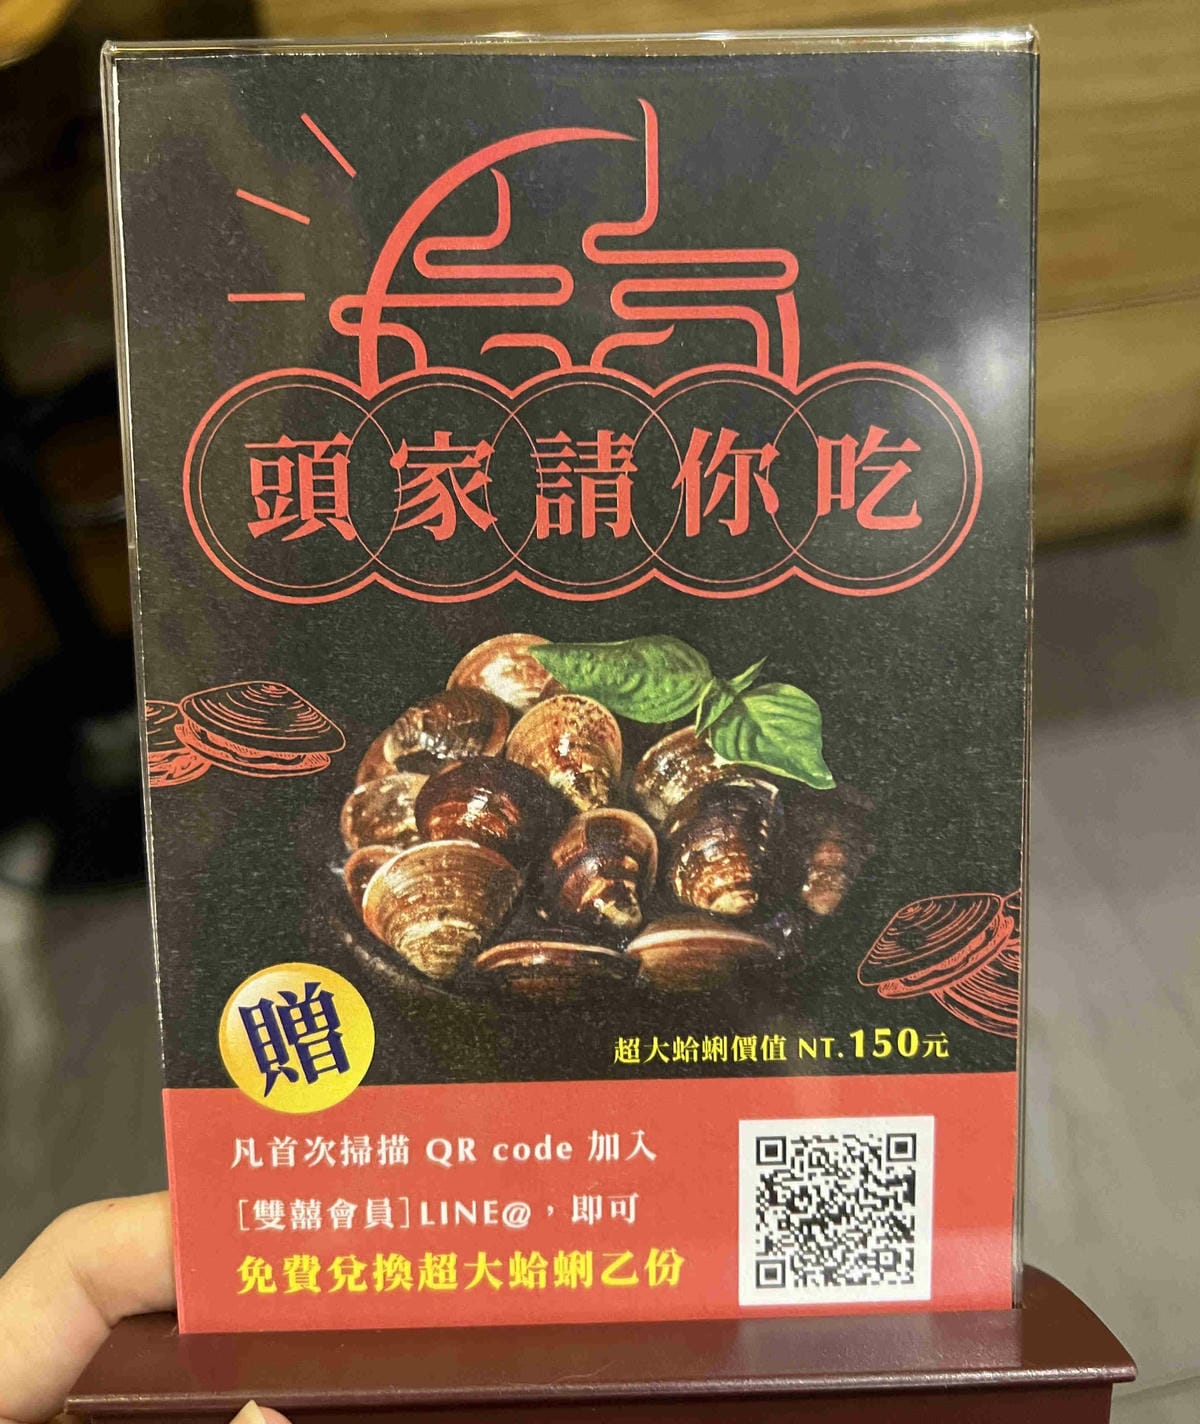 頭家請你吃
贈
超大蛤蜊價值 NT.150元
凡首次掃描 QR code 加入
[雙囍會員]LINE@，即可
免費兌換超大蛤蜊乙份